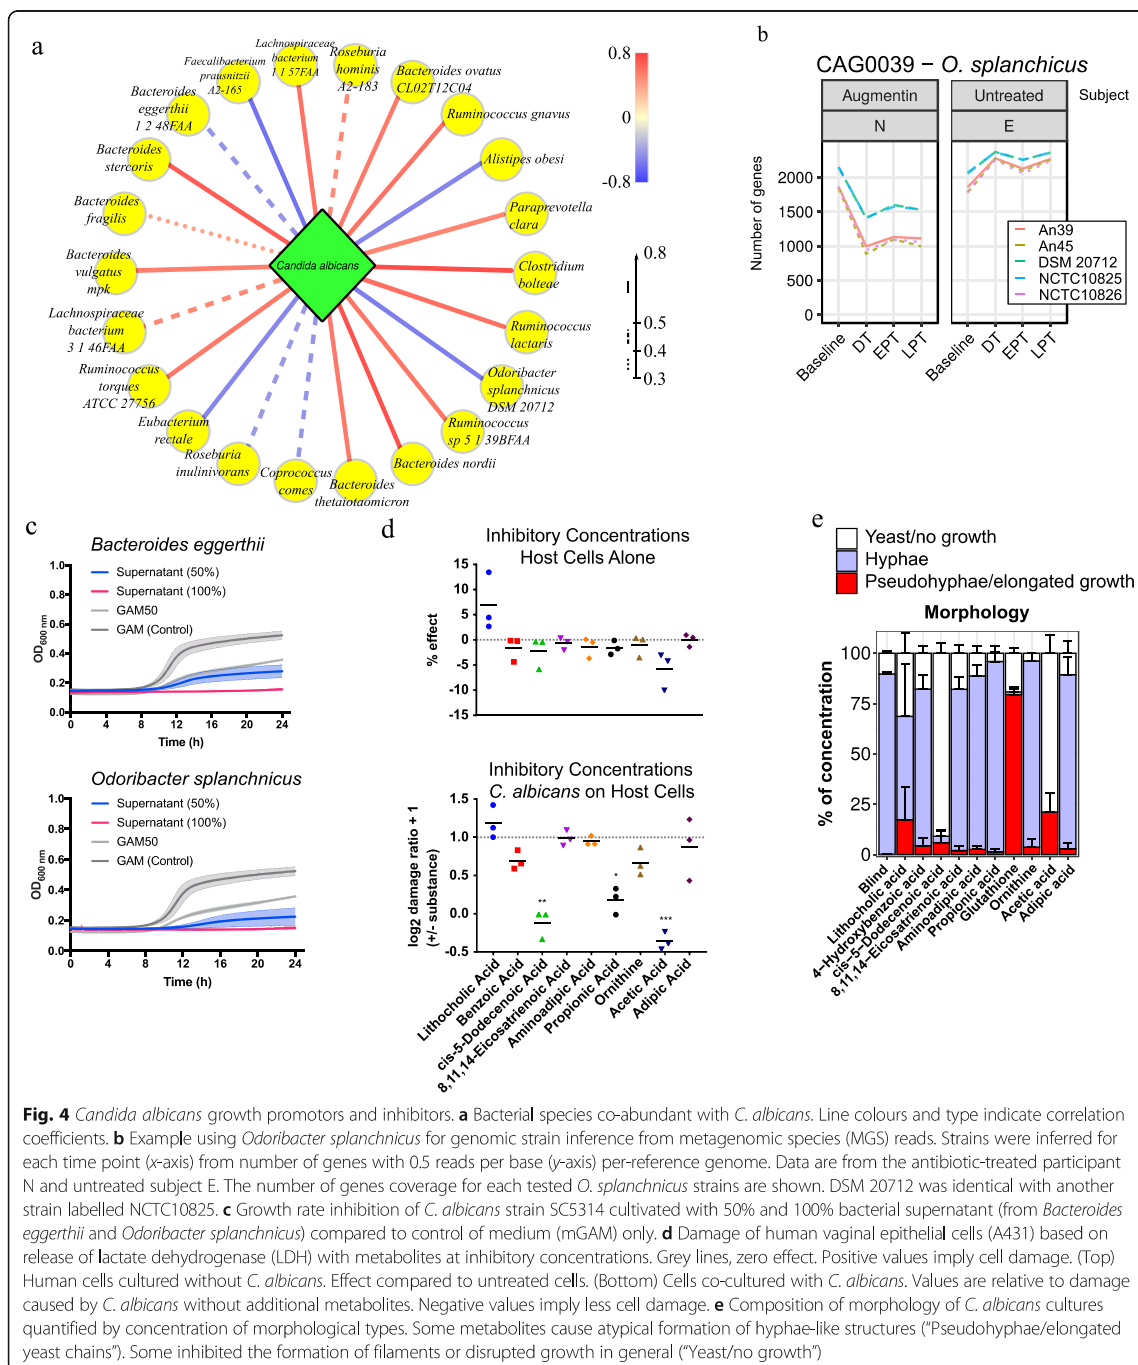 a
Lachnospiraceae
bacterium
1 1 57FAA
Roseburia
hominis
A2-183
Faecalibacterium
prausnitzii
A2-165
Bacteroides ovatus
CL02T12C04
Bacteroides
eggerthii
1 2 48FAA
Ruminococcus gnavus
Bacteroides
stercoris
Alistipes obesi
Bacteroides
fragilis
Paraprevotella
clara
Bacteroides
vulgatus
mpk
Candida albicans
Clostridium
bolteae
Lachnospiraceae
bacterium
3 1 46FAA
Ruminococcus
lactaris
Ruminococcus
torques
ATCC 27756
Odoribacter
splanchnicus
DSM 20712
Eubacterium
rectale
Ruminococcus
sp 5 1 39BFAA
Roseburia
inulinivorans
Coprococcus
comes
Bacteroides
thetaiotaomicron
Bacteroides nordii
0.8
0
-0.8
0.8
0.5
0.4
0.3
b
CAG0039 – O. splanchicus
Augmentin
Untreated
Subject
N
E
Number of genes
2000
1500
1000
500
0
Baseline
DT
EPT
LPT
Baseline
DT
EPT
LPT
An39
An45
DSM 20712
NCTC10825
NCTC10826
c
Bacteroides eggerthii
Supernatant (50%)
Supernatant (100%)
GAM50
GAM (Control)
OD600 nm
1.0
0.8
0.6
0.4
0.2
0.0
0 4 8 12 16 20 24
Time (h)
Odoribacter splanchnicus
Supernatant (50%)
Supernatant (100%)
GAM50
GAM (Control)
OD600 nm
1.0
0.8
0.6
0.4
0.2
0.0
0 4 8 12 16 20 24
Time (h)
d
Inhibitory Concentrations
Host Cells Alone
% effect
15
10
5
0
-5
-10
-15
Inhibitory Concentrations
C. albicans on Host Cells
log2 damage ratio + 1
(+/- substance)
1.5
1.0
0.5
0.0
-0.5
**
*
***
Lithocholic Acid
Benzoic Acid
cis-5-Dodecenoic Acid
8,11,14-Eicosatrienoic Acid
Aminoadipic Acid
Propionic Acid
Ornithine
Acetic Acid
Adipic Acid
e
Yeast/no growth
Hyphae
Pseudohyphae/elongated growth
Morphology
% of concentration
100
75
50
25
0
Blind
Lithocholic acid
4–Hydroxybenzoic acid
cis–5–Dodecenoic acid
8,11,14–Eicosatrienoic acid
Aminoadipic acid
Propionic acid
Glutathione
Ornithine
Acetic acid
Adipic acid
Fig. 4 Candida albicans growth promotors and inhibitors. a Bacterial species co-abundant with C. albicans. Line colours and type indicate correlation
coefficients. b Example using Odoribacter splanchnicus for genomic strain inference from metagenomic species (MGS) reads. Strains were inferred for
each time point (x-axis) from number of genes with 0.5 reads per base (y-axis) per-reference genome. Data are from the antibiotic-treated participant
N and untreated subject E. The number of genes coverage for each tested O. splanchnicus strains are shown. DSM 20712 was identical with another
strain labelled NCTC10825. c Growth rate inhibition of C. albicans strain SC5314 cultivated with 50% and 100% bacterial supernatant (from Bacteroides
eggerthii and Odoribacter splanchnicus) compared to control of medium (mGAM) only. d Damage of human vaginal epithelial cells (A431) based on
release of lactate dehydrogenase (LDH) with metabolites at inhibitory concentrations. Grey lines, zero effect. Positive values imply cell damage. (Top)
Human cells cultured without C. albicans. Effect compared to untreated cells. (Bottom) Cells co-cultured with C. albicans. Values are relative to damage
caused by C. albicans without additional metabolites. Negative values imply less cell damage. e Composition of morphology of C. albicans cultures
quantified by concentration of morphological types. Some metabolites cause atypical formation of hyphae-like structures (“Pseudohyphae/elongated
yeast chains”). Some inhibited the formation of filaments or disrupted growth in general (“Yeast/no growth”)